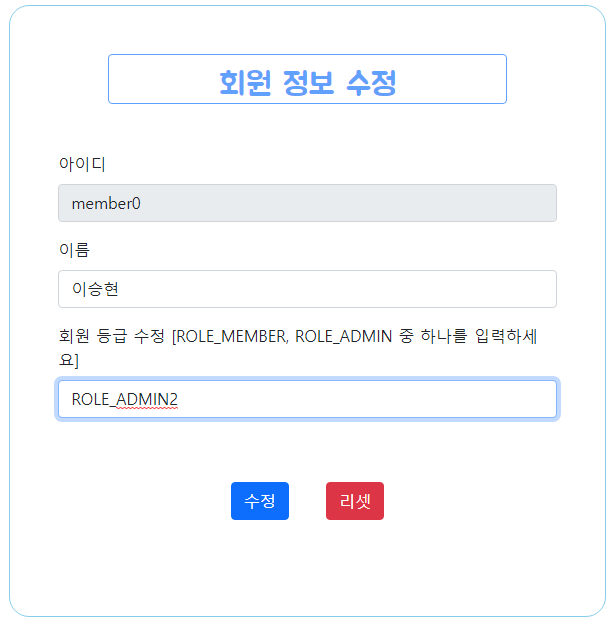 회원 정보 수정
아이디
member0
이름
이승현
회원 등급 수정 [ROLE_MEMBER, ROLE_ADMIN 중 하나를 입력하세
요]
ROLE_ADMIN2
수정 리셋